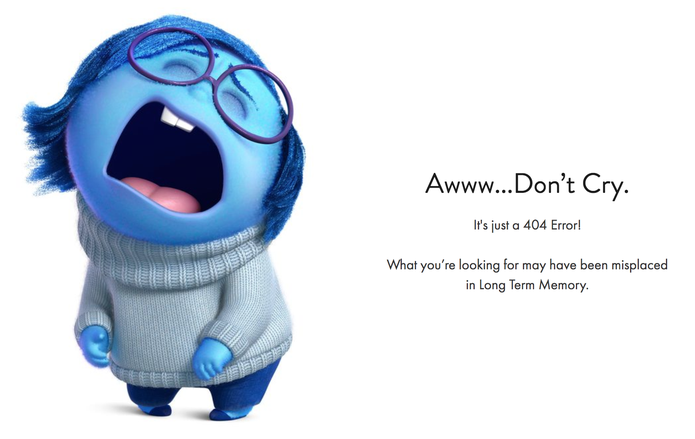 Awww...Don’t Cry.
It's just a 404 Error!
What you’re looking for may have been misplaced
in Long Term Memory.